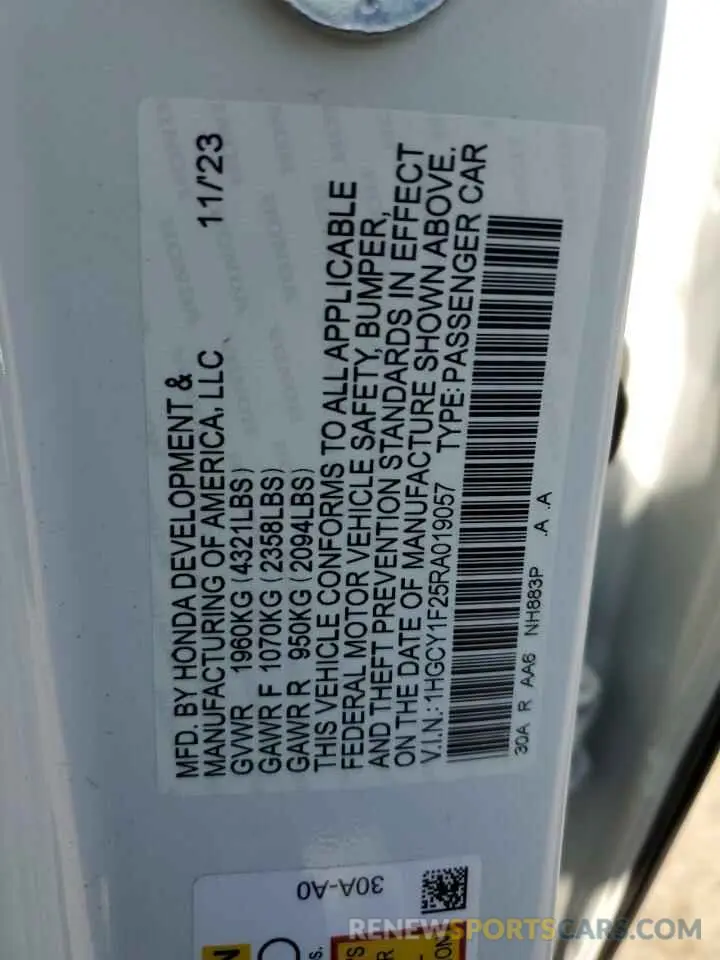 MFD. BY HONDA DEVELOPMENT & 11/23
MANUFACTURING OF AMERICA, LLC
GVWR 1960KG (4321LBS)
GAWR F 1070KG (2358LBS)
GAWR R 950KG (2094LBS)
THIS VEHICLE CONFORMS TO ALL APPLICABLE
FEDERAL MOTOR VEHICLE SAFETY, BUMPER,
AND THEFT PREVENTION STANDARDS IN EFFECT
ON THE DATE OF MANUFACTURE SHOWN ABOVE.
V.I.N.: 1HGCY1F25RA019057 TYPE: PASSENGER CAR
30A R AA6 NH883P .A .A
30A-A0
RENEWSPORTSCARS.COM